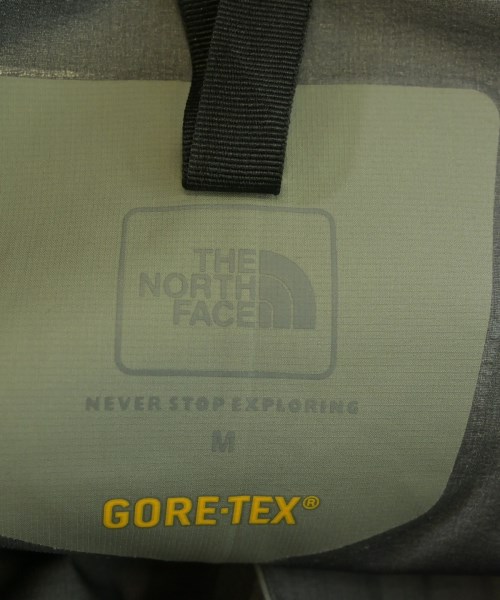 THE
NORTH
FACE
NEVER STOP EXPLORING
M
GORE-TEX®